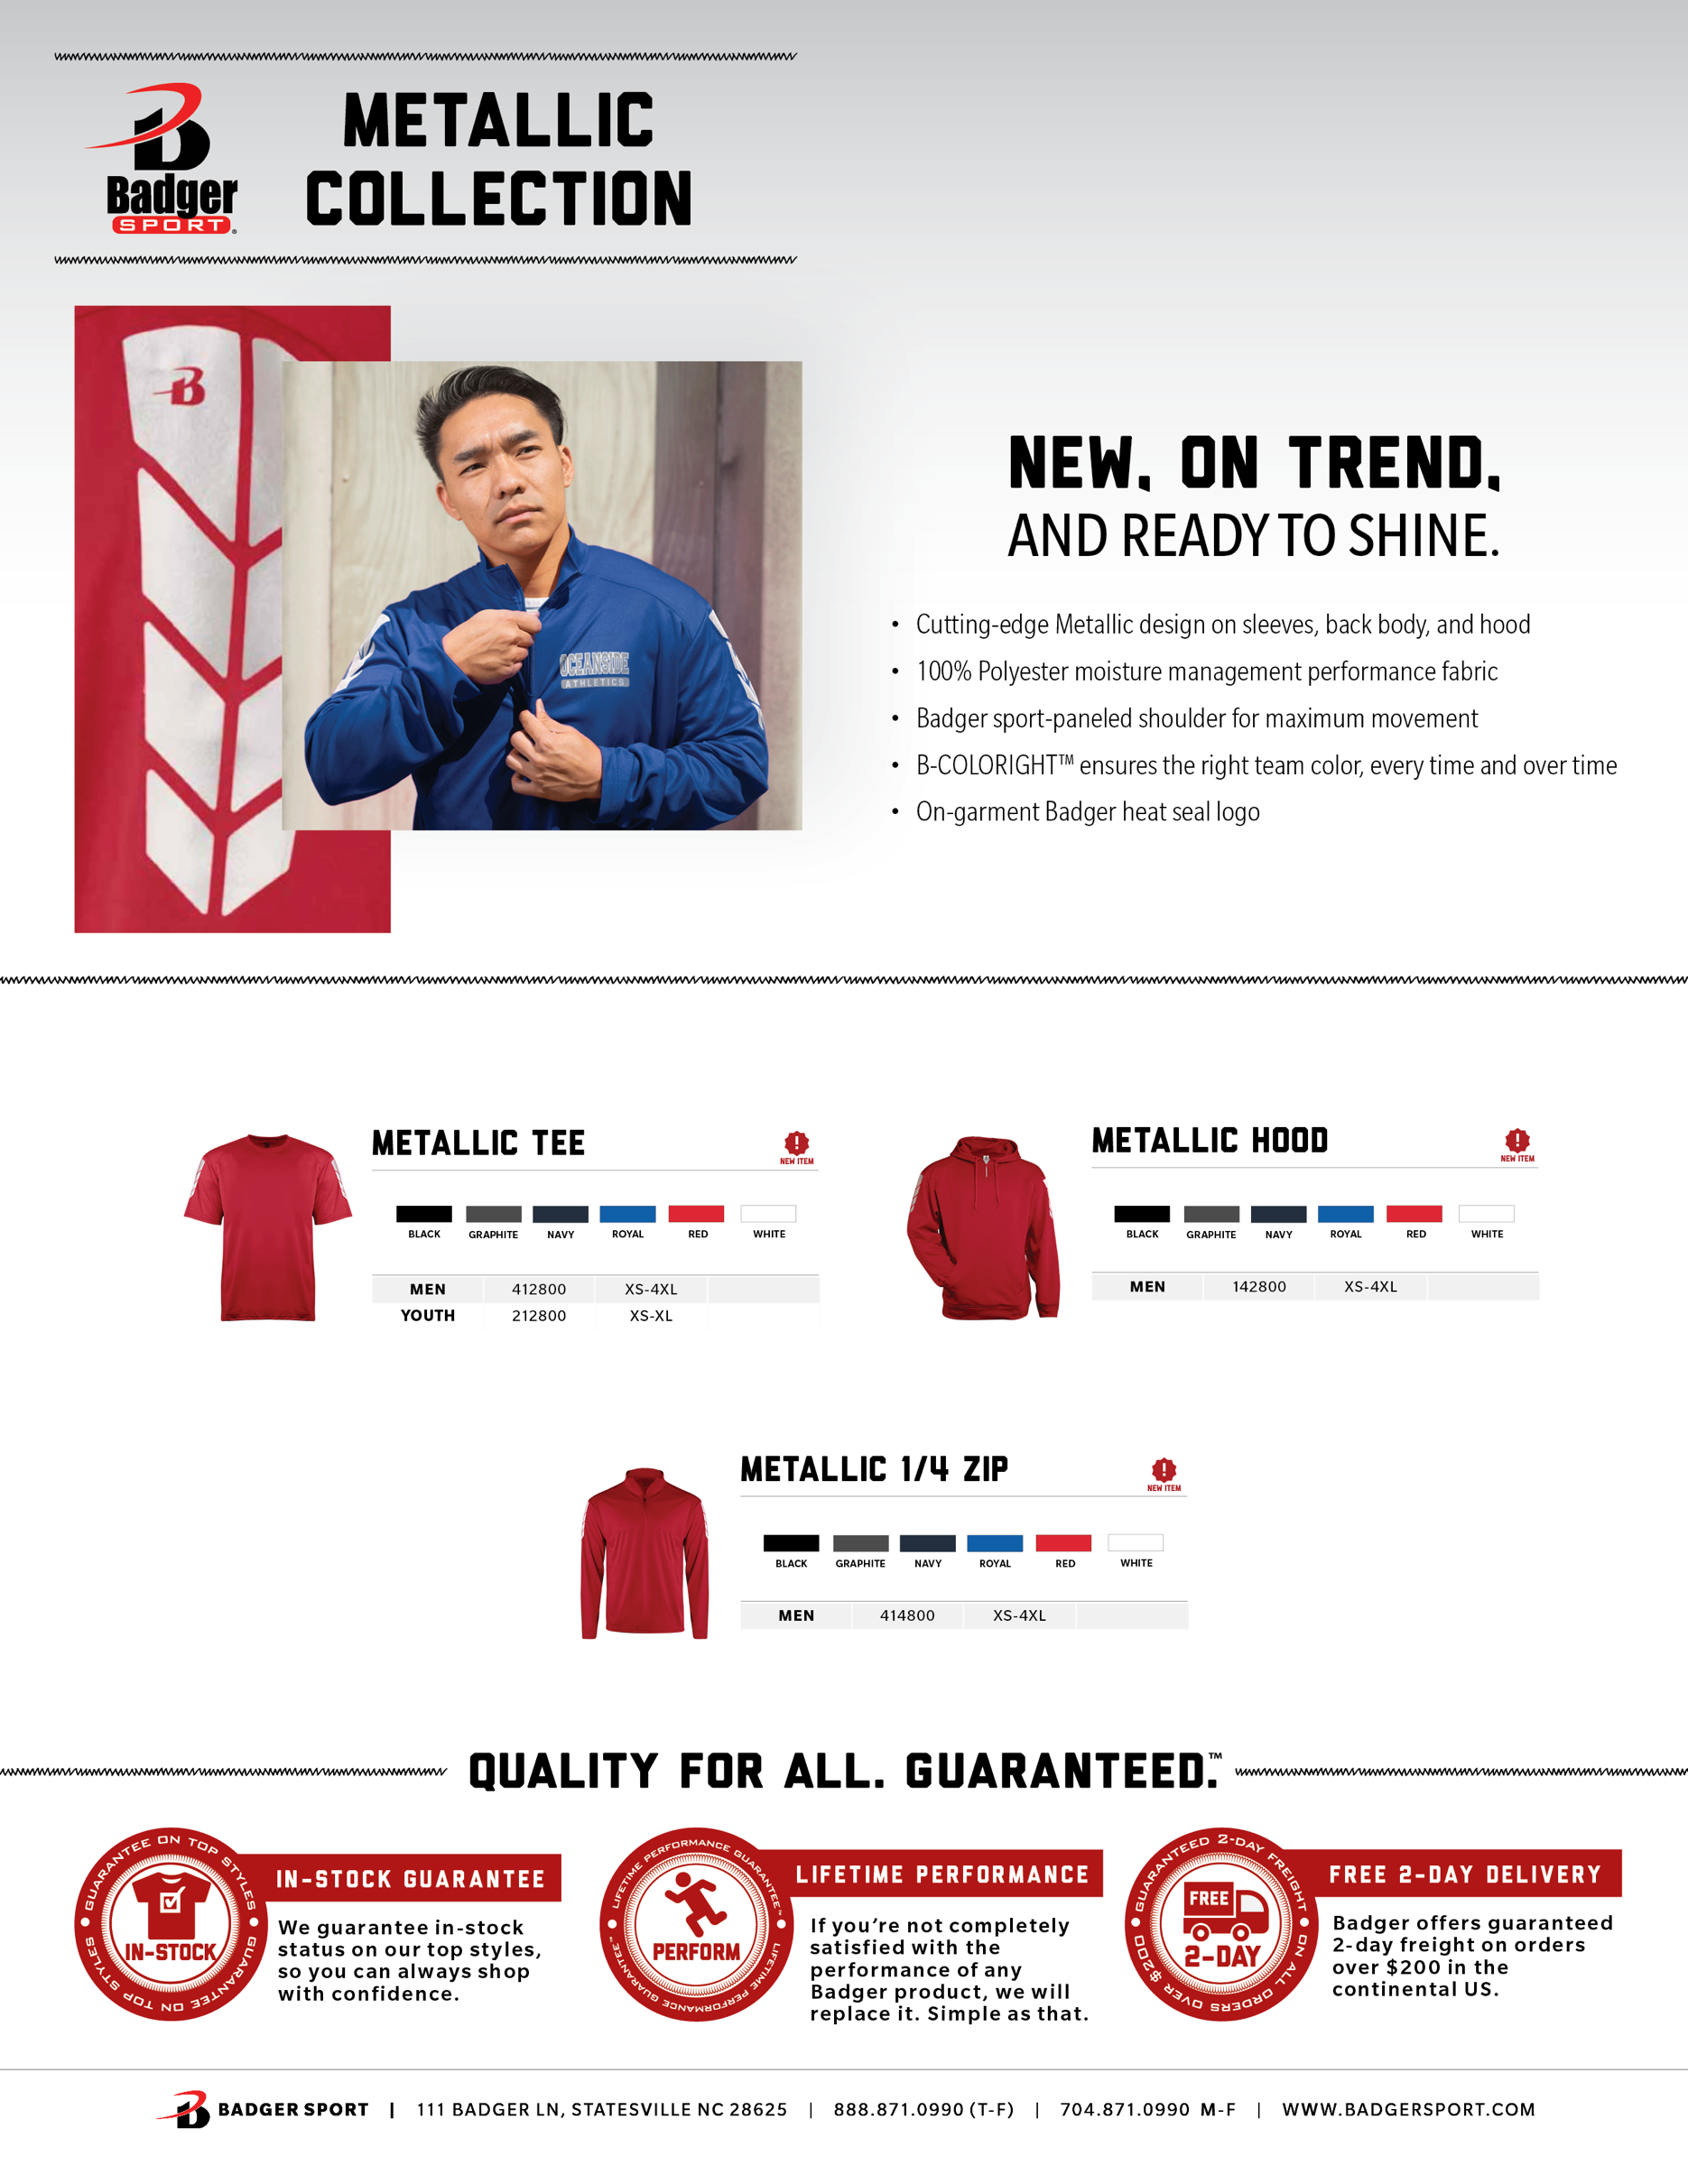 Badger
SPORT®
METALLIC
COLLECTION
B
OCEANSIDE
ATHLETICS
NEW, ON TREND,
AND READY TO SHINE.
• Cutting-edge Metallic design on sleeves, back body, and hood
• 100% Polyester moisture management performance fabric
• Badger sport-paneled shoulder for maximum movement
• B-COLORIGHT™ ensures the right team color, every time and over time
• On-garment Badger heat seal logo
METALLIC TEE
!
NEW ITEM
BLACK GRAPHITE NAVY ROYAL RED WHITE
MEN 412800 XS-4XL
YOUTH 212800 XS-XL
METALLIC HOOD
!
NEW ITEM
BLACK GRAPHITE NAVY ROYAL RED WHITE
MEN 142800 XS-4XL
METALLIC 1/4 ZIP
!
NEW ITEM
BLACK GRAPHITE NAVY ROYAL RED WHITE
MEN 414800 XS-4XL
QUALITY FOR ALL. GUARANTEED.™
• GUARANTEE ON TOP STYLES • GUARANTEE ON TOP STYLES
IN-STOCK
IN-STOCK GUARANTEE
We guarantee in-stock
status on our top styles,
so you can always shop
with confidence.
• LIFETIME PERFORMANCE GUARANTEE™ • LIFETIME PERFORMANCE GUARANTEE™
PERFORM
LIFETIME PERFORMANCE
If you’re not completely
satisfied with the
performance of any
Badger product, we will
replace it. Simple as that.
• GUARANTEED 2-DAY FREIGHT • ON ALL ORDERS OVER $200
FREE
2-DAY
FREE 2-DAY DELIVERY
Badger offers guaranteed
2-day freight on orders
over $200 in the
continental US.
B BADGER SPORT | 111 BADGER LN, STATESVILLE NC 28625 | 888.871.0990 (T-F) | 704.871.0990 M-F | WWW.BADGERSPORT.COM